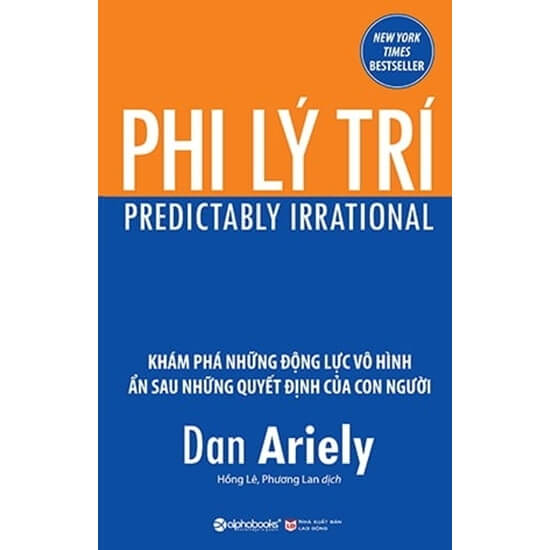 NEW YORK
TIMES
BESTSELLER
PHI LÝ TRÍ
PREDICTABLY IRRATIONAL
KHÁM PHÁ NHỮNG ĐỘNG LỰC VÔ HÌNH
ẨN SAU NHỮNG QUYẾT ĐỊNH CỦA CON NGƯỜI
Dan Ariely
Hồng Lê, Phương Lan dịch
alphabooks
NHÀ XUẤT BẢN
LAO ĐỘNG